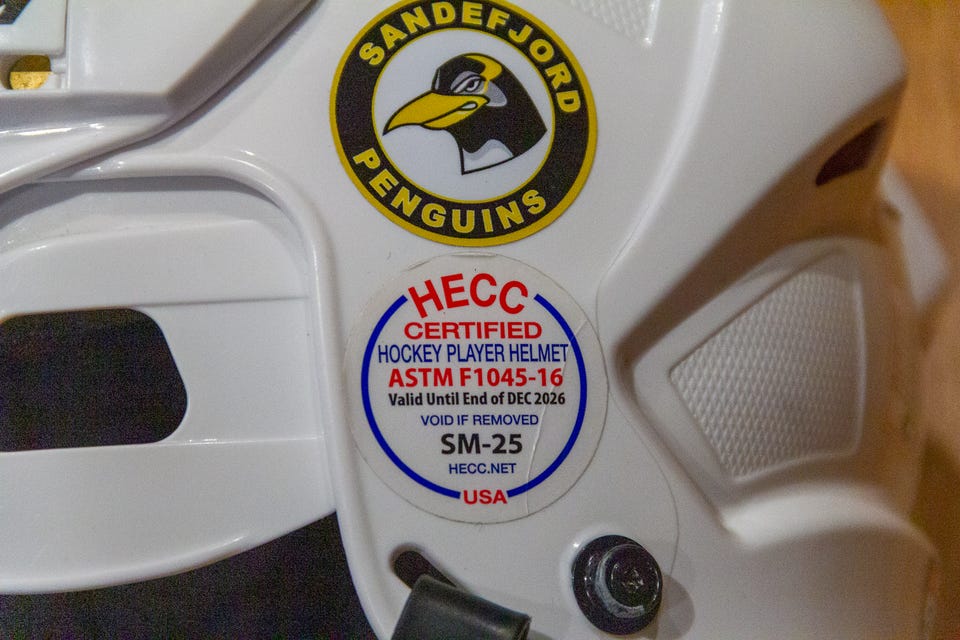 SANDEFJORD
PENGUINS
HECC
CERTIFIED
HOCKEY PLAYER HELMET
ASTM F1045-16
Valid Until End of DEC 2026
VOID IF REMOVED
SM-25
HECC.NET
USA